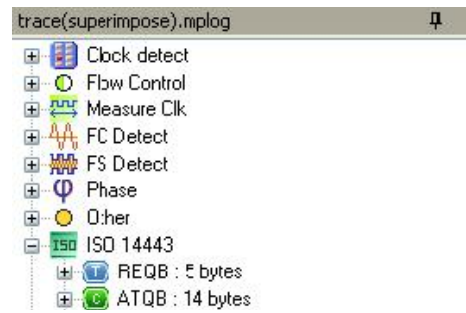 trace(superimpose).mplog
Clock detect
Flow Control
Measure Clk
FC Detect
FS Detect
φ Phase
Other
ISO ISO 14443
T REQB : 5 bytes
C ATQB : 14 bytes